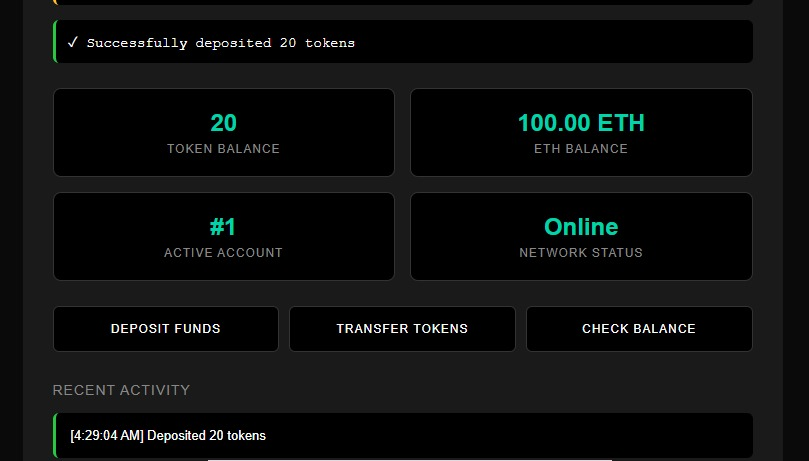 ✓ Successfully deposited 20 tokens
20
TOKEN BALANCE
100.00 ETH
ETH BALANCE
#1
ACTIVE ACCOUNT
Online
NETWORK STATUS
DEPOSIT FUNDS
TRANSFER TOKENS
CHECK BALANCE
RECENT ACTIVITY
[4:29:04 AM] Deposited 20 tokens